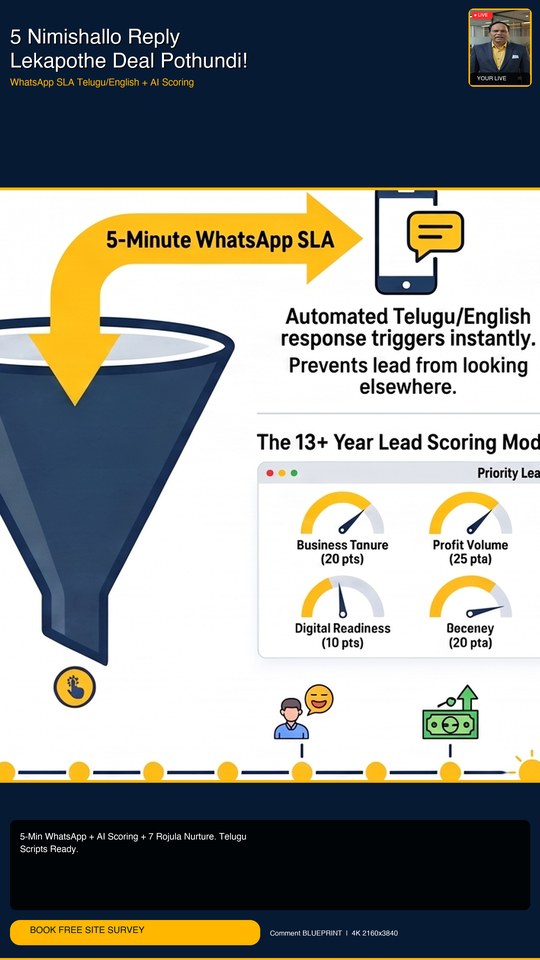 5 Nimishallo Reply
Lekapothe Deal Pothundi!
WhatsApp SLA Telugu/English + AI Scoring
LIVE
YOUR LIVE
5-Minute WhatsApp SLA
Automated Telugu/English
response triggers instantly.
Prevents lead from looking
elsewhere.
The 13+ Year Lead Scoring Mod
Priority Lea
Business Tanure
(20 pts)
Profit Volume
(25 pta)
Digital Readiness
(10 pts)
Beceney
(20 pta)
5-Min WhatsApp + AI Scoring + 7 Rojula Nurture. Telugu
Scripts Ready.
BOOK FREE SITE SURVEY
Comment BLUEPRINT | 4K 2160x3840